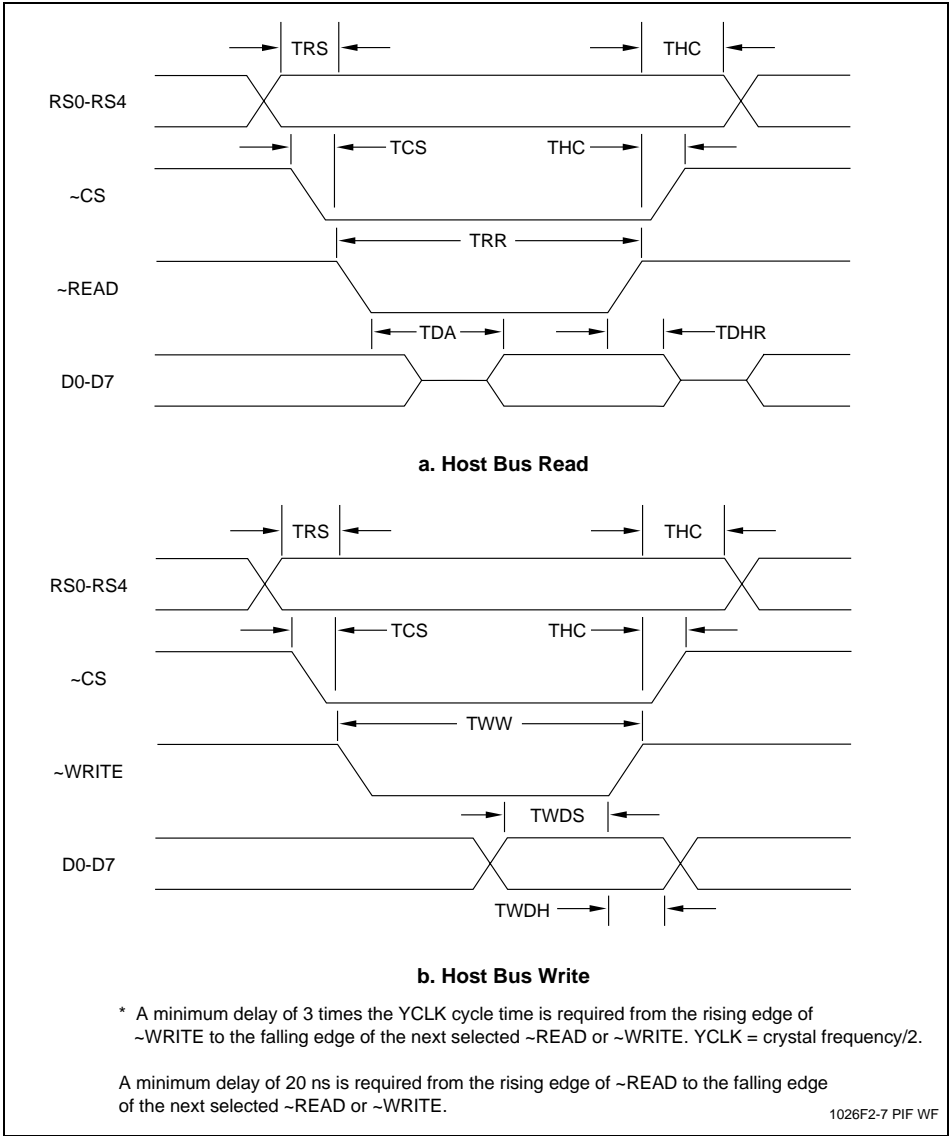 TRS THC
RS0-RS4
TCS THC
~CS
TRR
~READ
TDA TDHR
D0-D7
a. Host Bus Read
TRS THC
RS0-RS4
TCS THC
~CS
TWW
~WRITE
TWDS
D0-D7
TWDH
b. Host Bus Write
* A minimum delay of 3 times the YCLK cycle time is required from the rising edge of
~WRITE to the falling edge of the next selected ~READ or ~WRITE. YCLK = crystal frequency/2.
A minimum delay of 20 ns is required from the rising edge of ~READ to the falling edge
of the next selected ~READ or ~WRITE.
1026F2-7 PIF WF